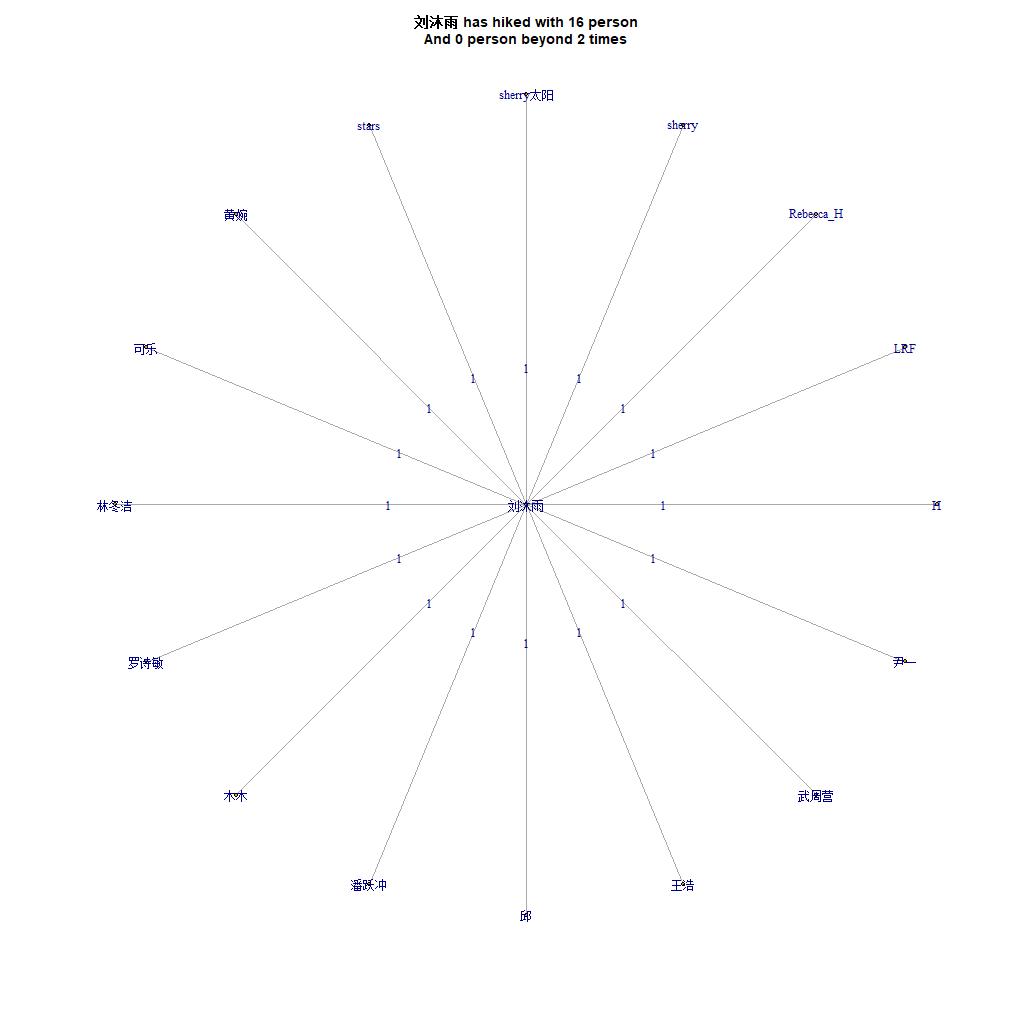 刘沐雨 has hiked with 16 person
And 0 person beyond 2 times
sherry太阳
stars
sherry
黄婉
Rebecca_H
可乐
LRF
1
1
1
1
1
1
1
林冬洁
1
刘沐雨
1
H
1
1
1
1
1
1
1
罗诗敏
尹一
木木
武周营
潘跃冲
王浩
邱